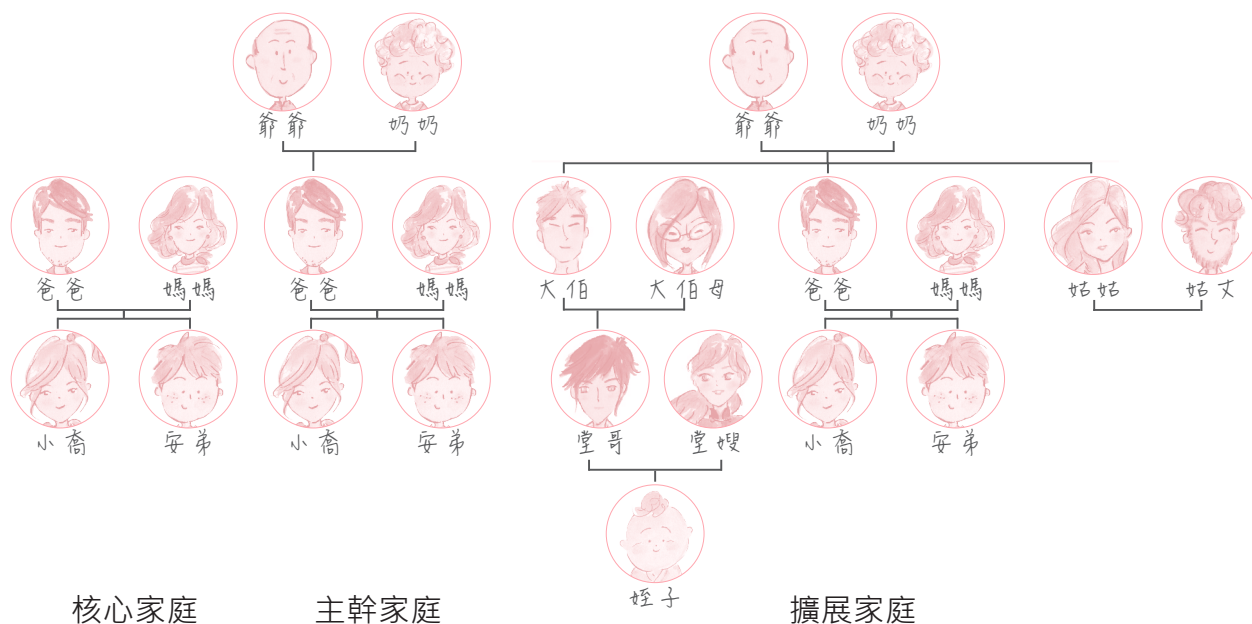 爺爺 奶奶 爺爺 奶奶
爸爸 媽媽 爸爸 媽媽 大伯 大伯母 爸爸 媽媽 姑姑 姑丈
小喬 安弟 小喬 安弟 堂哥 堂嫂 小喬 安弟
姪子
核心家庭 主幹家庭 擴展家庭